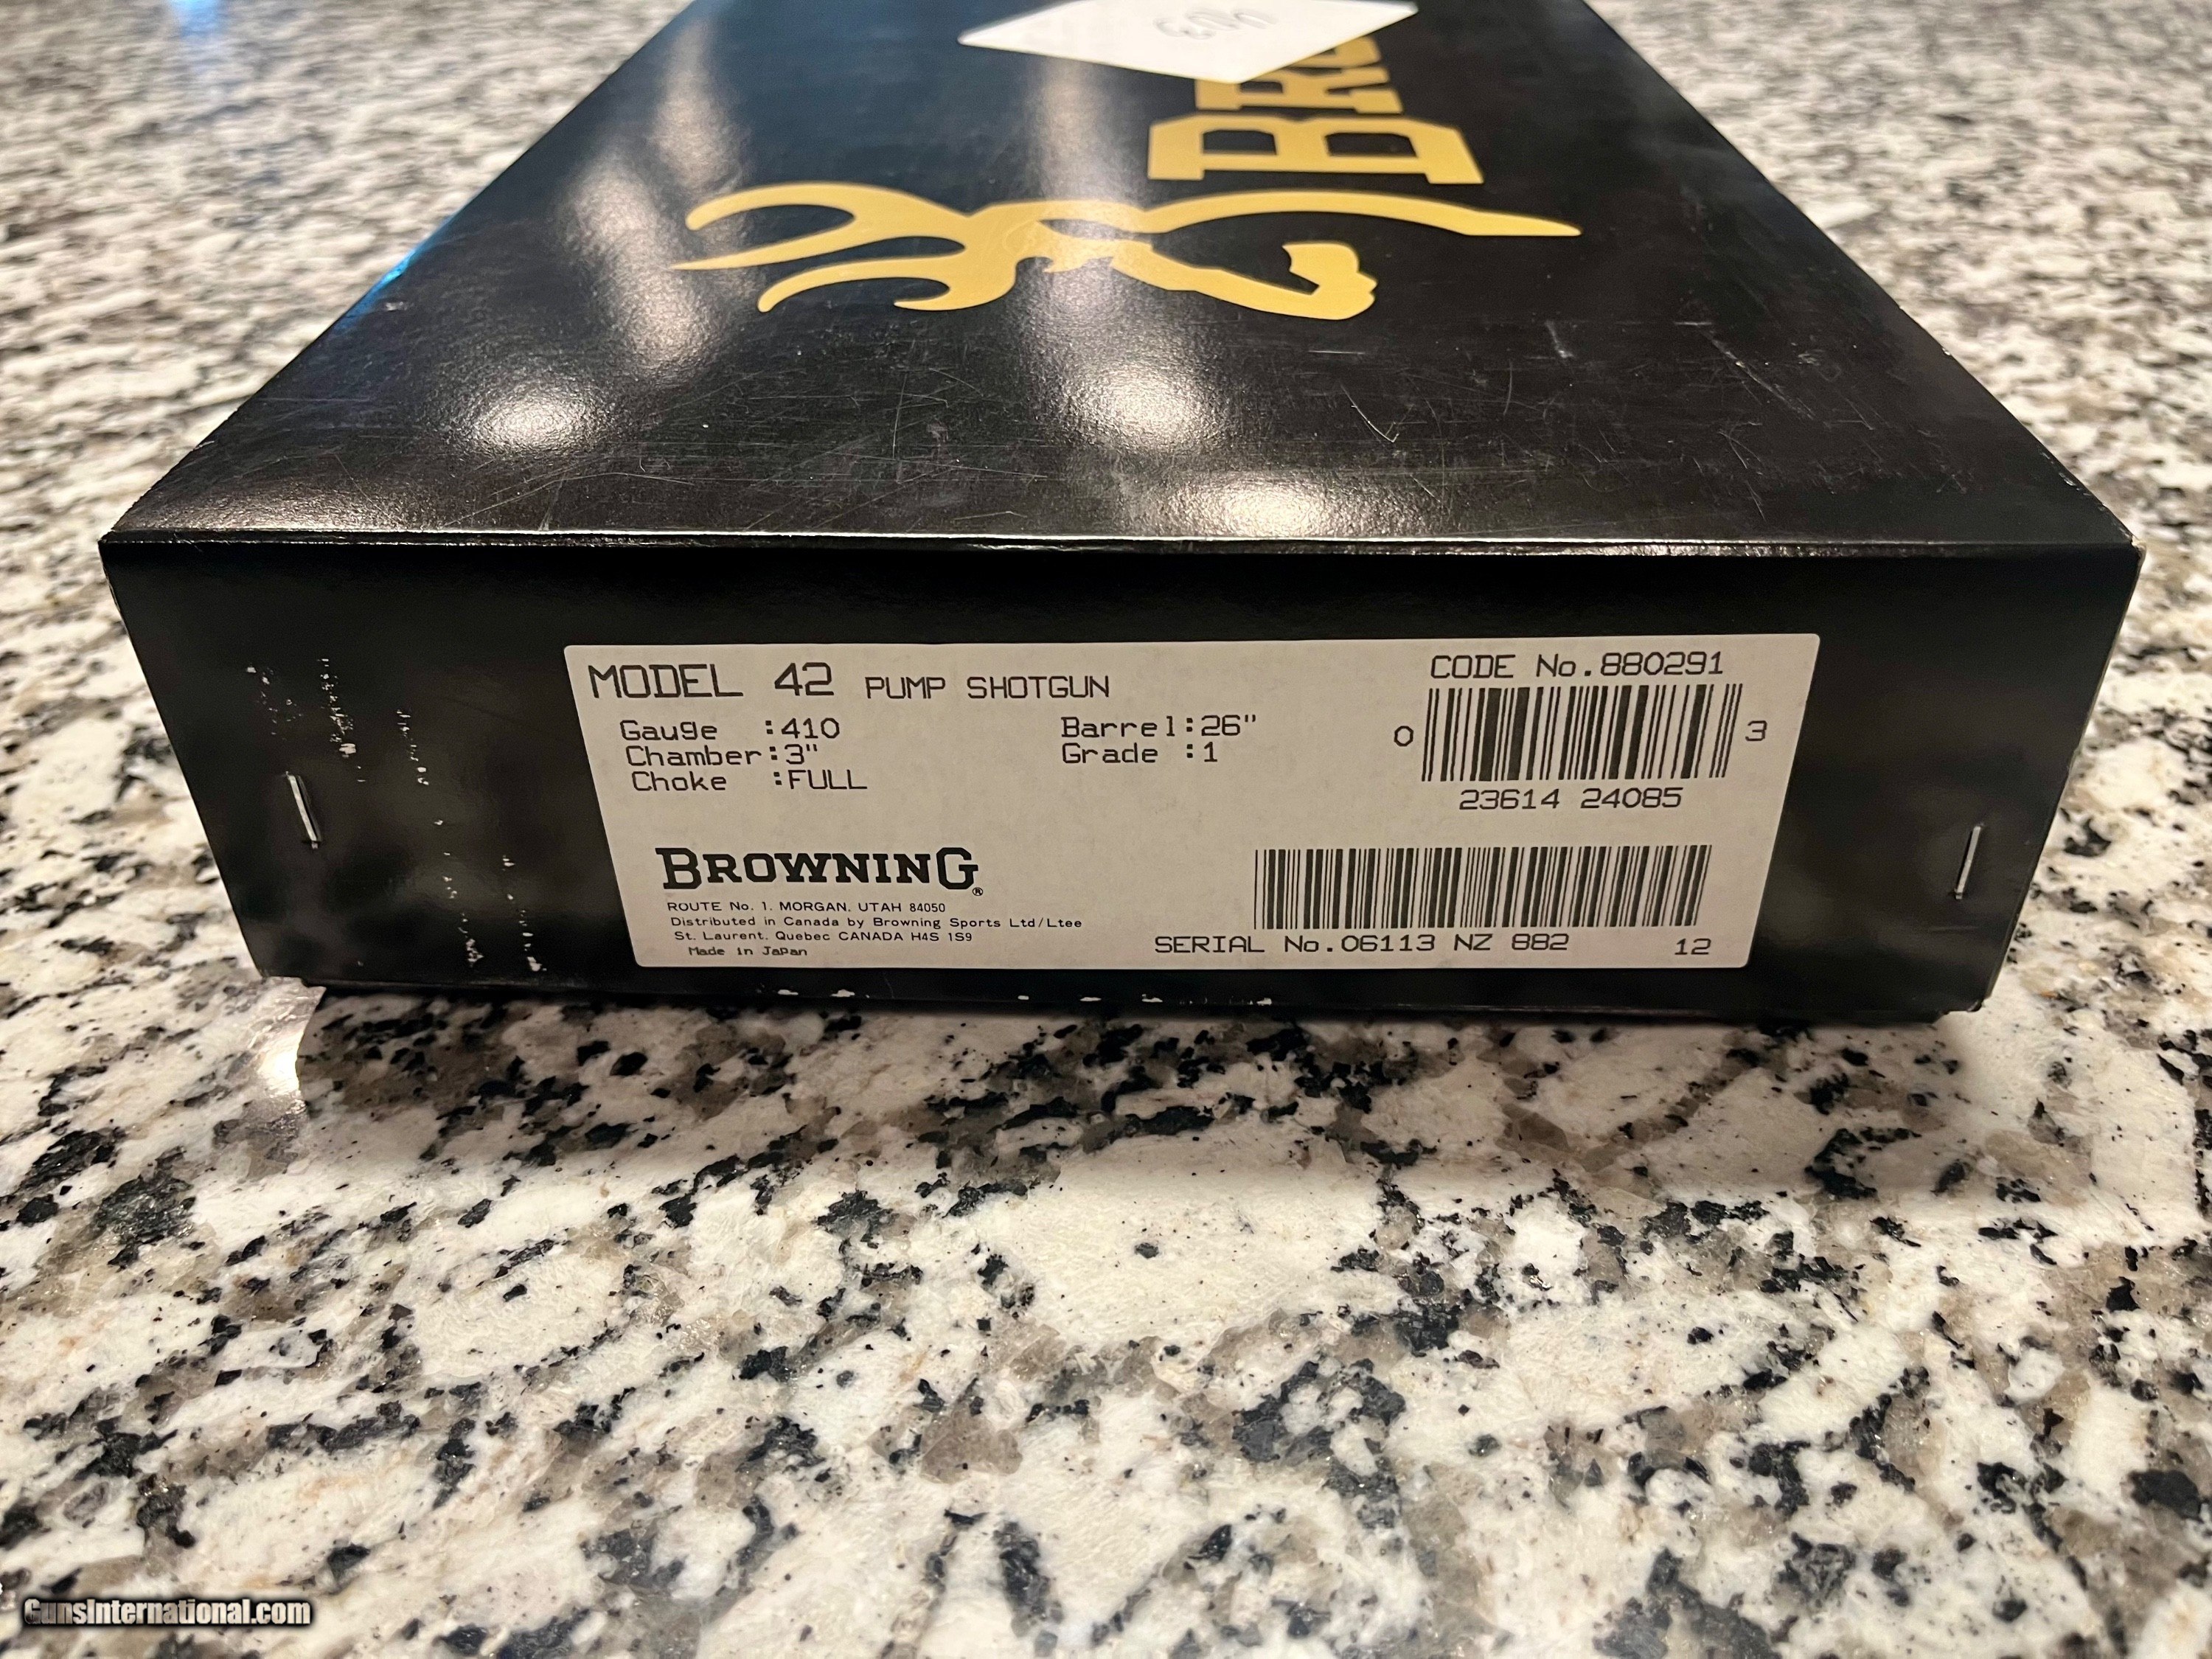 BRO
MODEL 42 PUMP SHOTGUN
Gauge :410
Chamber:3"
Choke :FULL
Barrel:26"
Grade :1
CODE No.880291
0 3
23614 24085
BROWNING®
ROUTE No. 1, MORGAN, UTAH 84050
Distributed in Canada by Browning Sports Ltd/Ltee
St. Laurent, Quebec CANADA H4S 1S9
Made in Japan
SERIAL No.06113 NZ 882 12
GunsInternational.com